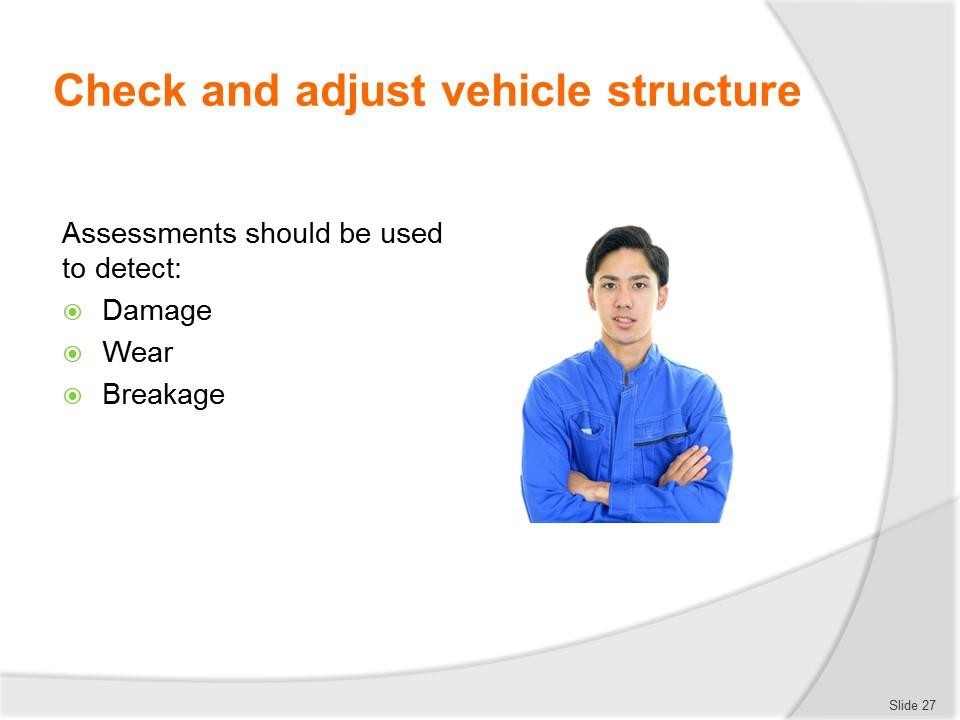 Check and adjust vehicle structure
Assessments should be used
to detect:
Damage
Wear
Breakage
Slide 27